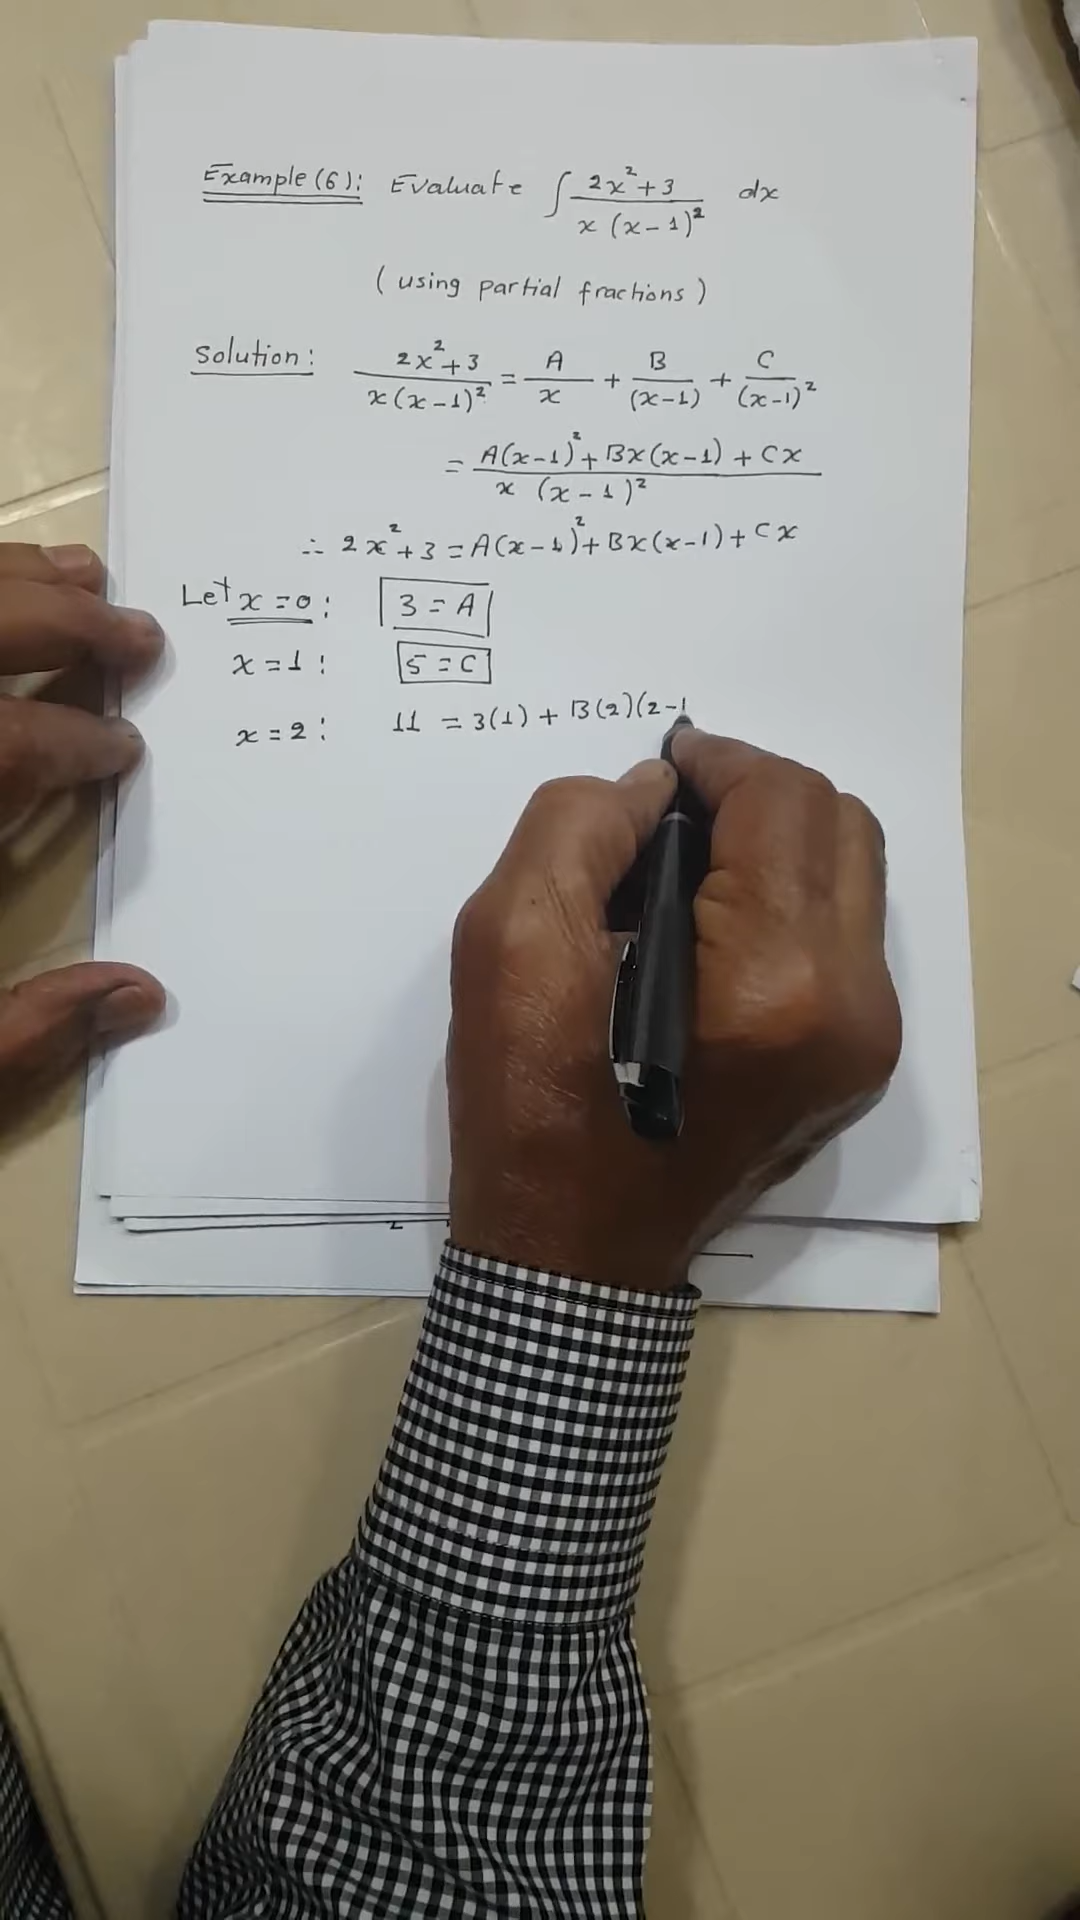 Example (6): Evaluate ∫ (2x²+3)/(x (x-1)²) dx
(using partial fractions)
Solution: (2x²+3)/(x(x-1)²) = A/x + B/(x-1) + C/(x-1)²
= (A(x-1)² + Bx(x-1) + Cx)/(x (x-1)²)
∴ 2x²+3 = A(x-1)² + Bx(x-1) + Cx
Let x=0: 3 = A
x=1: 5 = C
x=2: 11 = 3(1) + B(2)(2-1